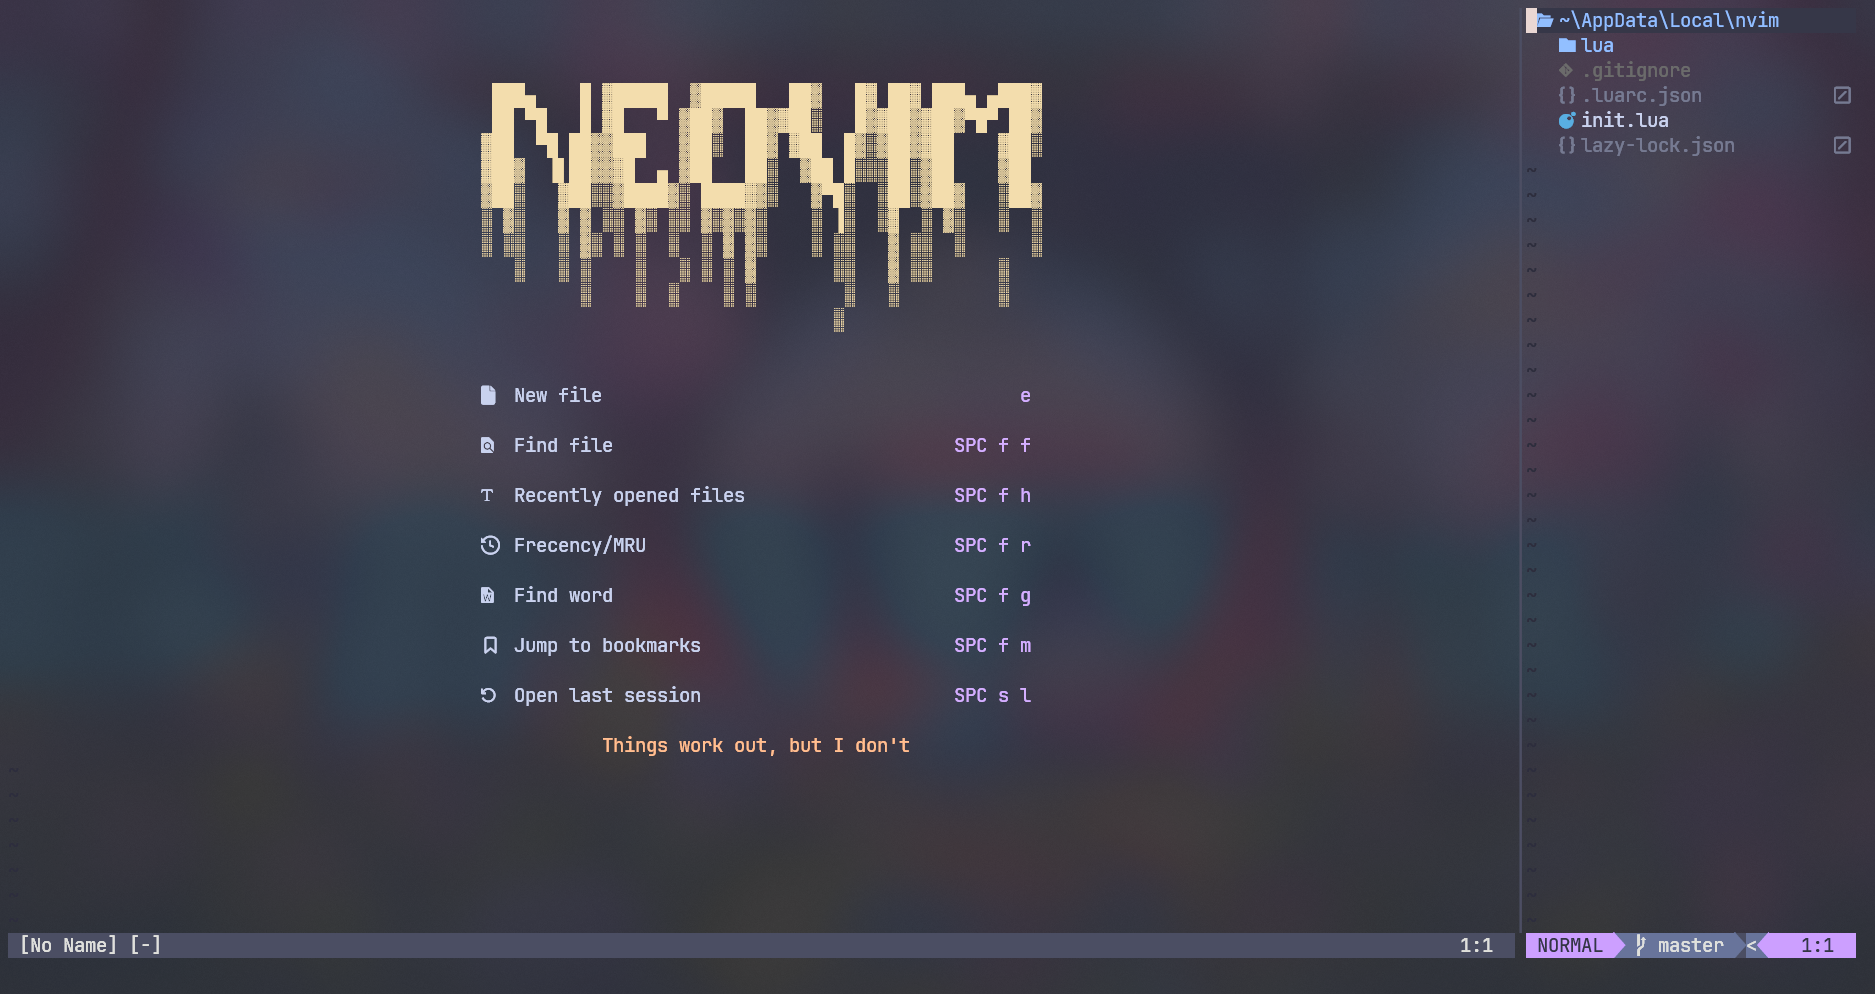 NEOVIM
New file e
Find file SPC f f
Recently opened files SPC f h
Frecency/MRU SPC f r
Find word SPC f g
Jump to bookmarks SPC f m
Open last session SPC s l
Things work out, but I don't
[No Name] [-] 1:1
~\AppData\Local\nvim
lua
.gitignore
{} .luarc.json
init.lua
{} lazy-lock.json
NORMAL master < 1:1